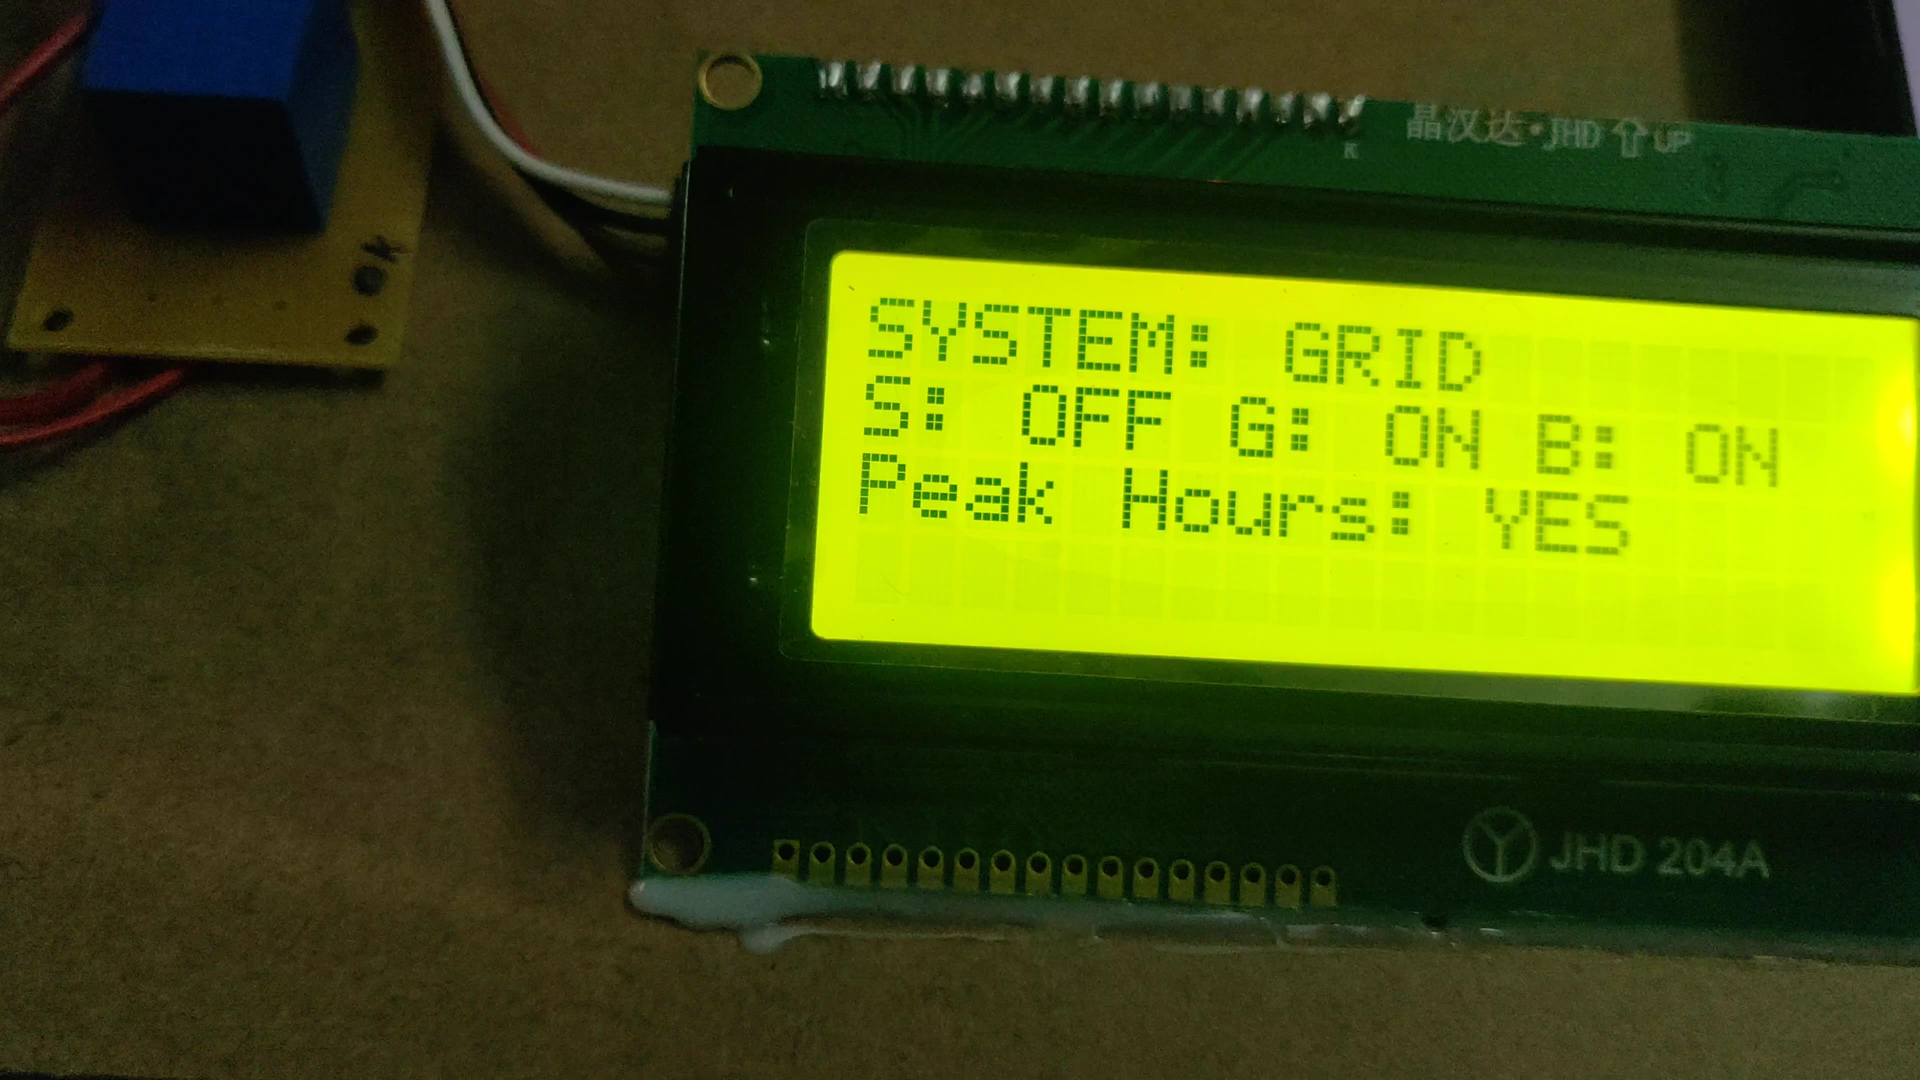 晶汉达·JHD ⇧ UP
K
SYSTEM: GRID
S: OFF G: ON B: ON
Peak Hours: YES
JHD 204A